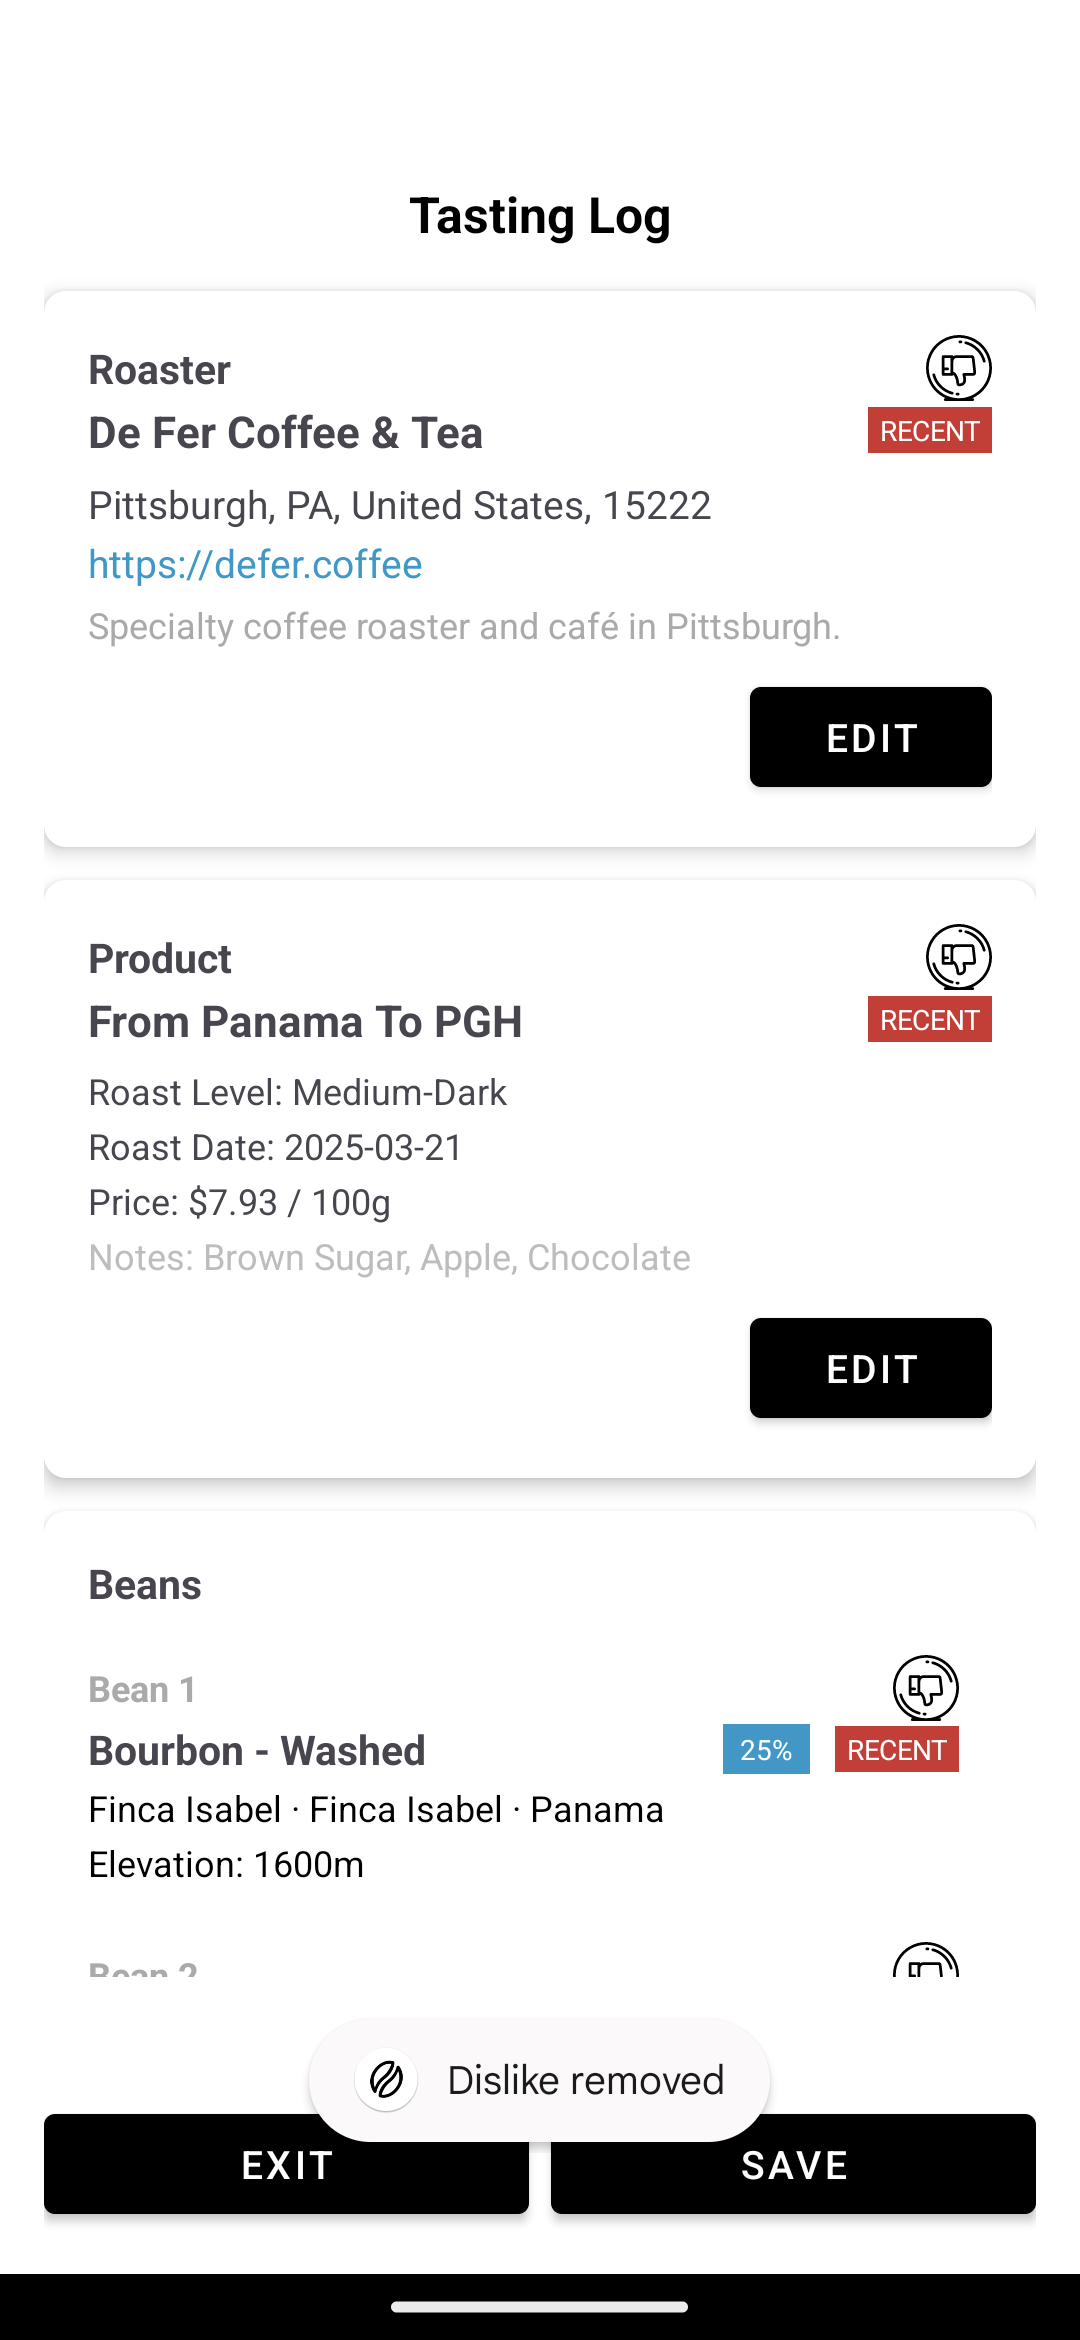 Tasting Log
Roaster
De Fer Coffee & Tea
RECENT
Pittsburgh, PA, United States, 15222
https://defer.coffee
Specialty coffee roaster and café in Pittsburgh.
EDIT
Product
From Panama To PGH
RECENT
Roast Level: Medium-Dark
Roast Date: 2025-03-21
Price: $7.93 / 100g
Notes: Brown Sugar, Apple, Chocolate
EDIT
Beans
Bean 1
Bourbon - Washed
25%
RECENT
Finca Isabel · Finca Isabel · Panama
Elevation: 1600m
Bean 2
Dislike removed
EXIT
SAVE